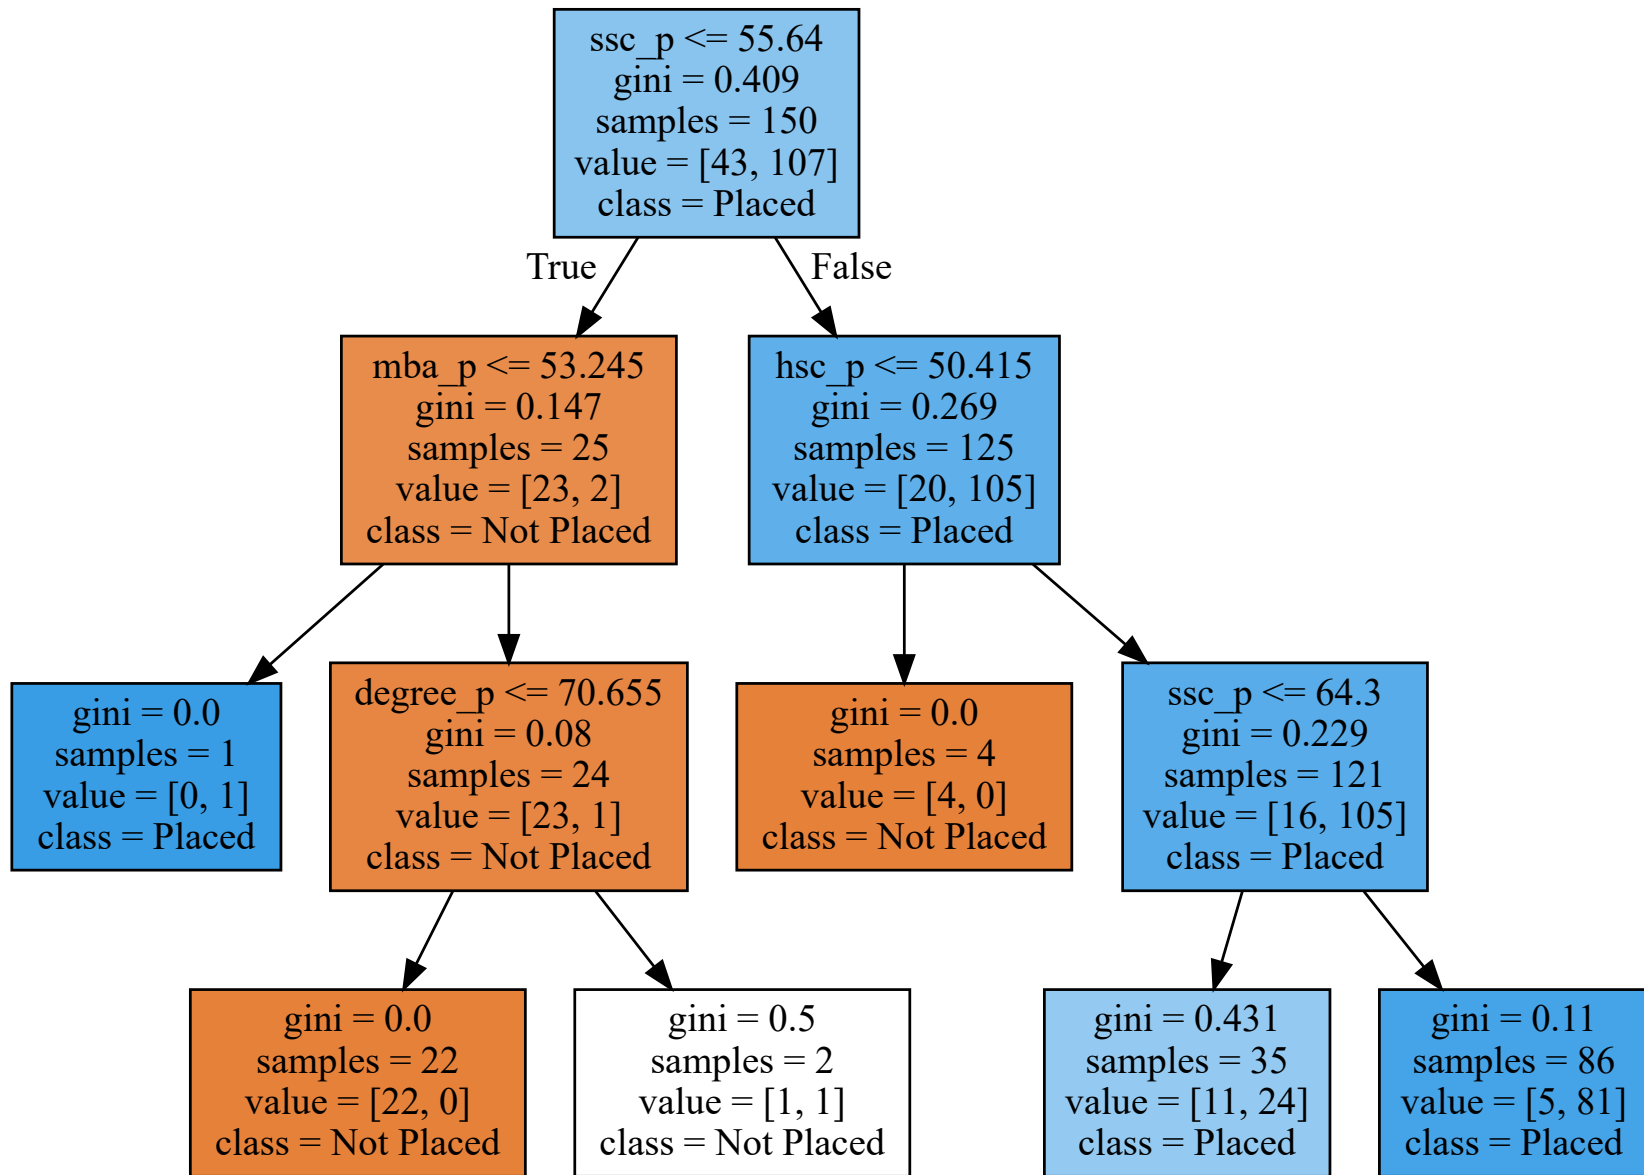 ssc_p <= 55.64
gini = 0.409
samples = 150
value = [43, 107]
class = Placed
True
False
mba_p <= 53.245
gini = 0.147
samples = 25
value = [23, 2]
class = Not Placed
hsc_p <= 50.415
gini = 0.269
samples = 125
value = [20, 105]
class = Placed
gini = 0.0
samples = 1
value = [0, 1]
class = Placed
degree_p <= 70.655
gini = 0.08
samples = 24
value = [23, 1]
class = Not Placed
gini = 0.0
samples = 4
value = [4, 0]
class = Not Placed
ssc_p <= 64.3
gini = 0.229
samples = 121
value = [16, 105]
class = Placed
gini = 0.0
samples = 22
value = [22, 0]
class = Not Placed
gini = 0.5
samples = 2
value = [1, 1]
class = Not Placed
gini = 0.431
samples = 35
value = [11, 24]
class = Placed
gini = 0.11
samples = 86
value = [5, 81]
class = Placed